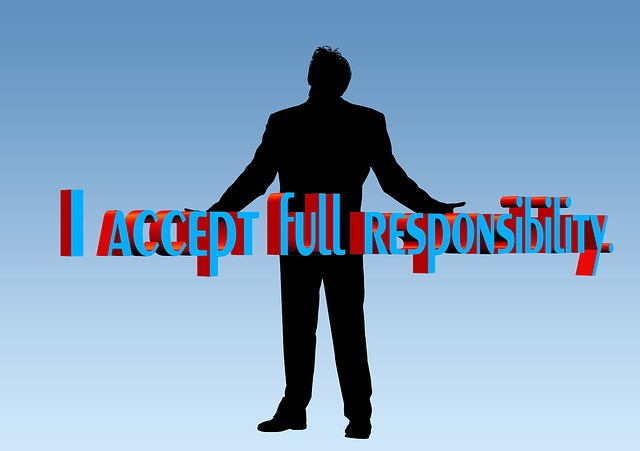 I ACCEPT full RESPONSIBILITY.